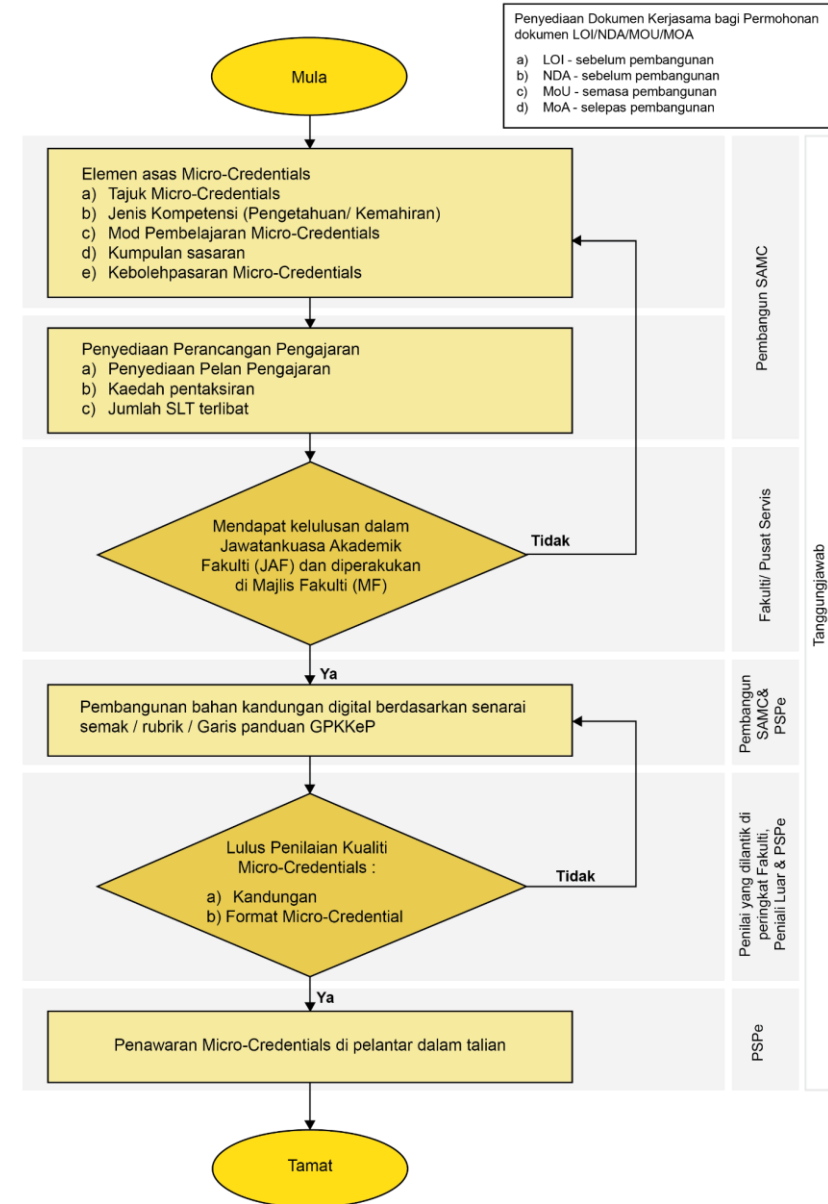 Penyediaan Dokumen Kerjasama bagi Permohonan
dokumen LOI/NDA/MOU/MOA
a) LOI - sebelum pembangunan
b) NDA - sebelum pembangunan
c) MoU - semasa pembangunan
d) MoA - selepas pembangunan
Mula
Elemen asas Micro-Credentials
a) Tajuk Micro-Credentials
b) Jenis Kompetensi (Pengetahuan/ Kemahiran)
c) Mod Pembelajaran Micro-Credentials
d) Kumpulan sasaran
e) Kebolehpasaran Micro-Credentials
Penyediaan Perancangan Pengajaran
a) Penyediaan Pelan Pengajaran
b) Kaedah pentaksiran
c) Jumlah SLT terlibat
Pembangun SAMC
Mendapat kelulusan dalam
Jawatankuasa Akademik
Fakulti (JAF) dan diperakukan
di Majlis Fakulti (MF)
Tidak
Fakulti/ Pusat Servis
Tanggungjawab
Ya
Pembangunan bahan kandungan digital berdasarkan senarai
semak / rubrik / Garis panduan GPKKeP
Pembangun
SAMC&
PSPe
Lulus Penilaian Kualiti
Micro-Credentials :
a) Kandungan
b) Format Micro-Credential
Tidak
Penilai yang dilantik di
peringkat Fakulti,
Peniali Luar & PSPe
Ya
Penawaran Micro-Credentials di pelantar dalam talian
PSPe
Tamat